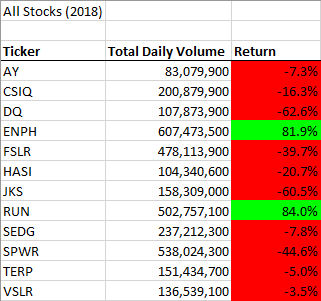 All Stocks (2018)
Ticker Total Daily Volume Return
AY 83,079,900 -7.3%
CSIQ 200,879,900 -16.3%
DQ 107,873,900 -62.6%
ENPH 607,473,500 81.9%
FSLR 478,113,900 -39.7%
HASI 104,340,600 -20.7%
JKS 158,309,000 -60.5%
RUN 502,757,100 84.0%
SEDG 237,212,300 -7.8%
SPWR 538,024,300 -44.6%
TERP 151,434,700 -5.0%
VSLR 136,539,100 -3.5%